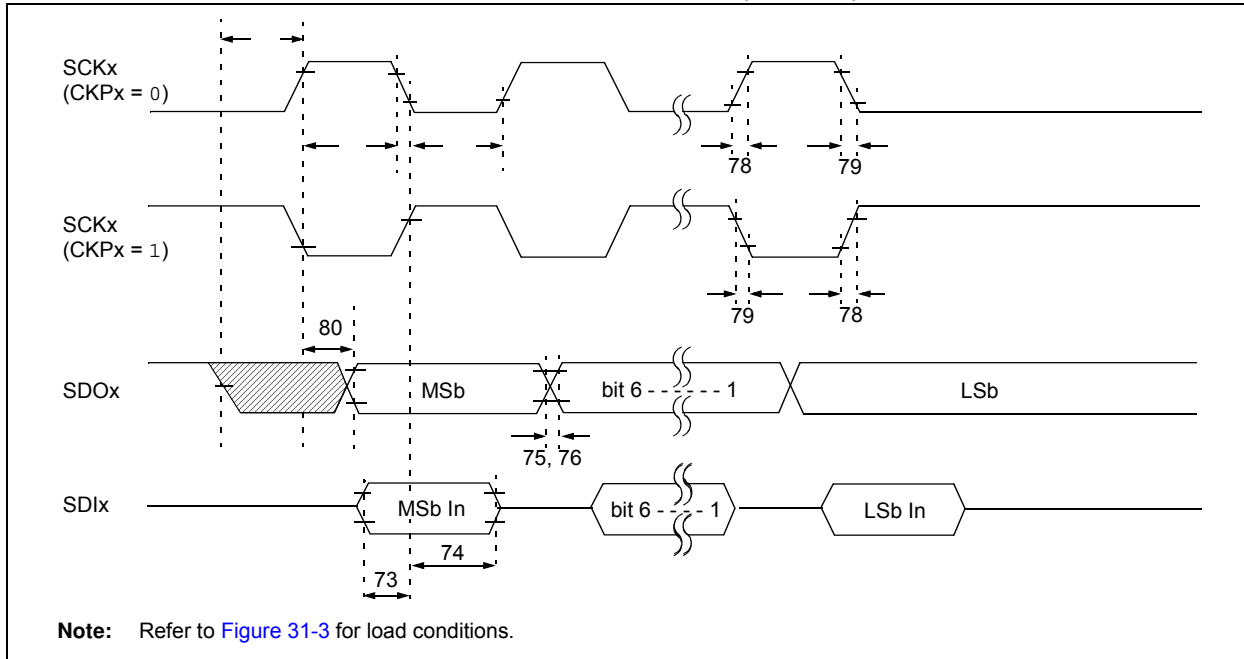 SCKx
(CKPx = 0)
78
79
SCKx
(CKPx = 1)
79
78
80
SDOx
MSb
bit 6 - - - - - - 1
LSb
75, 76
SDIx
MSb In
bit 6 - - - - - 1
LSb In
74
73
Note: Refer to Figure 31-3 for load conditions.